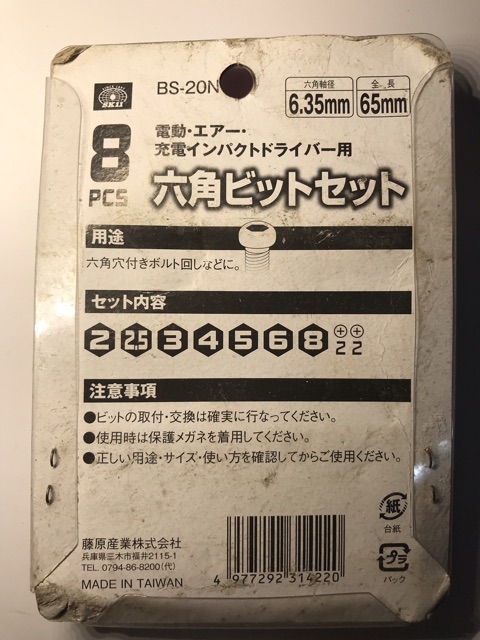 SK11
BS-20N
六角軸径
6.35mm
全長
65mm
8
PCS
電動・エアー・
充電インパクトドライバー用
六角ビットセット
用途
六角穴付きボルト回しなどに。
セット内容
2 2.5 3 4 5 6 8 ⊕2 ⊕2
注意事項
●ビットの取付・交換は確実に行なってください。
●使用時は保護メガネを着用してください。
●正しい用途・サイズ・使い方を確認してからご使用ください。
紙
台紙
藤原産業株式会社
兵庫県三木市福井2115-1
TEL. 0794-86-8200(代)
MADE IN TAIWAN
4 977292 314220
プラ
パック